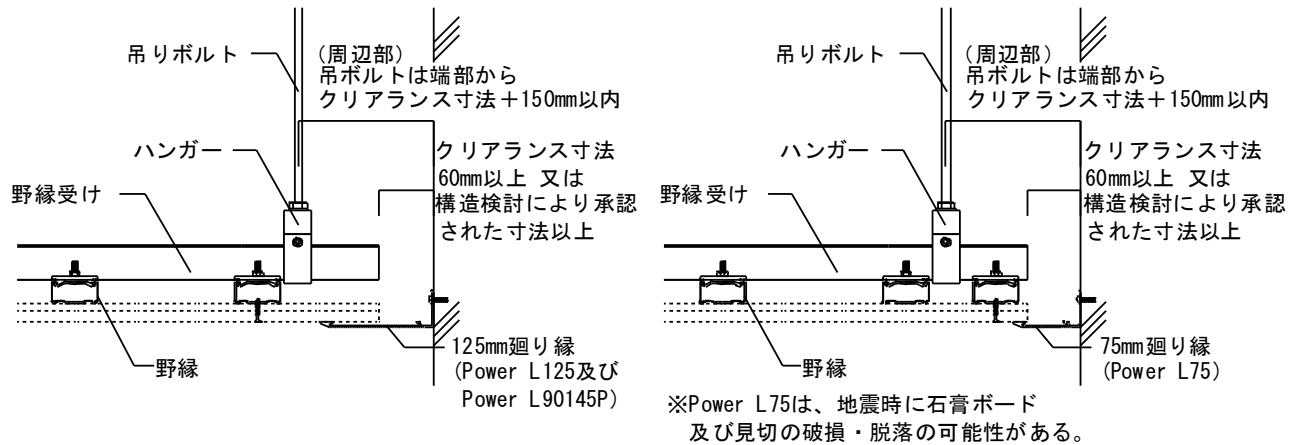 吊りボルト
(周辺部)
吊ボルトは端部から
クリアランス寸法＋150mm以内
ハンガー
クリアランス寸法
60mm以上 又は
構造検討により承認
された寸法以上
野縁受け
野縁
125mm廻り縁
(Power L125及び
Power L90145P)
吊りボルト
(周辺部)
吊ボルトは端部から
クリアランス寸法＋150mm以内
ハンガー
クリアランス寸法
60mm以上 又は
構造検討により承認
された寸法以上
野縁受け
野縁
75mm廻り縁
(Power L75)
※Power L75は、地震時に石膏ボード
及び見切の破損・脱落の可能性がある。